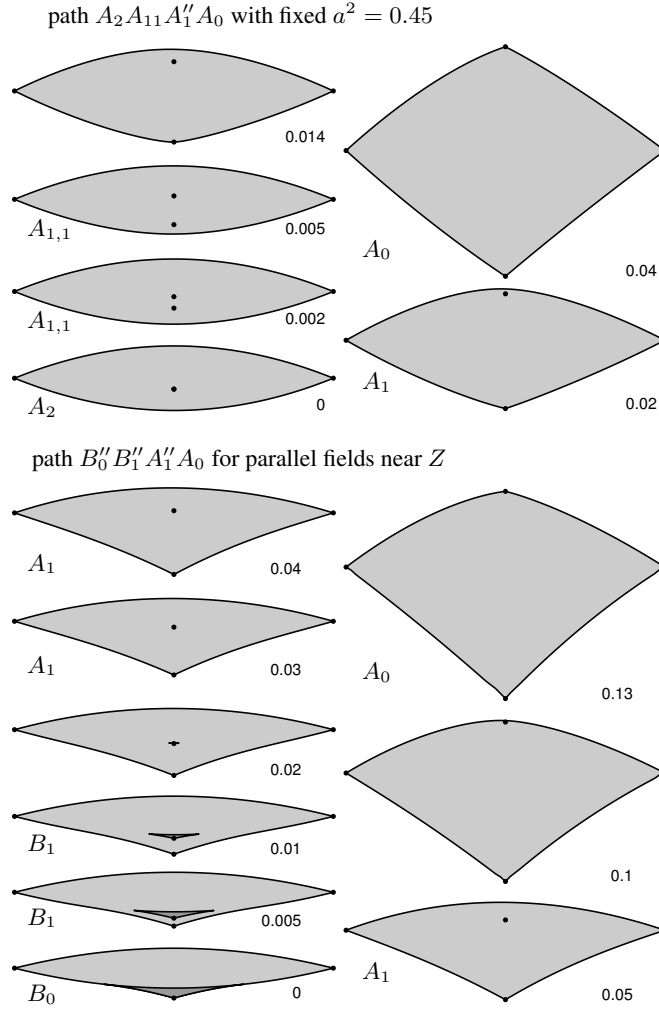 path $A_2A_{11}A_1''A_0$ with fixed $a^2 = 0.45$
0.014
$A_{1,1}$ 0.005
$A_{1,1}$ 0.002
$A_2$ 0
$A_0$ 0.04
$A_1$ 0.02
path $B_0''B_1''A_1''A_0$ for parallel fields near $Z$
$A_1$ 0.04
$A_1$ 0.03
0.02
$B_1$ 0.01
$B_1$ 0.005
$B_0$ 0
$A_0$ 0.13
0.1
$A_1$ 0.05